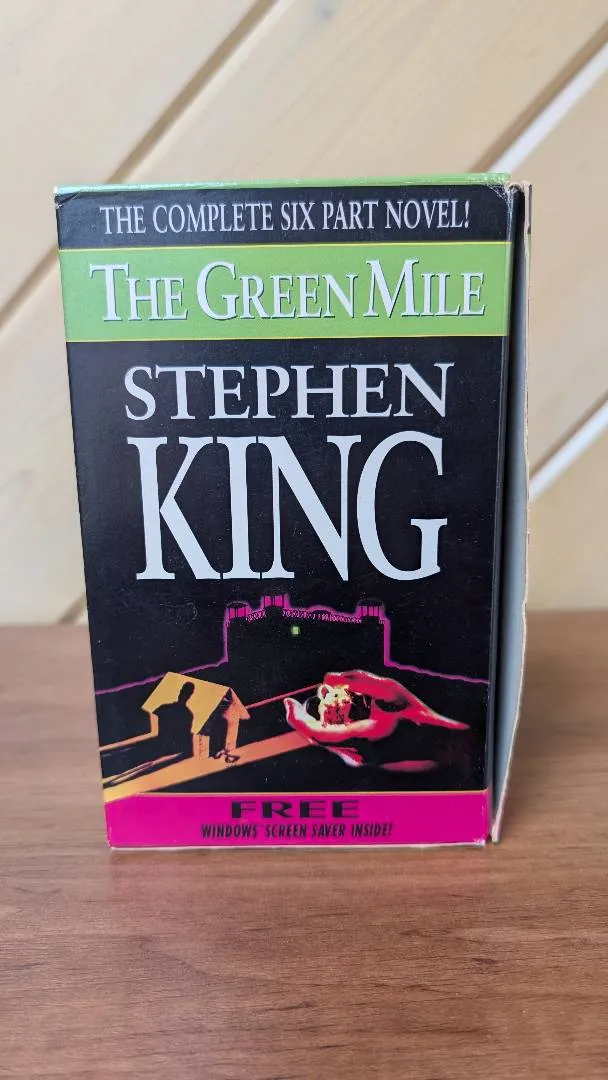 THE COMPLETE SIX PART NOVEL!
THE GREEN MILE
STEPHEN
KING
FREE
WINDOWS SCREEN SAVER INSIDE!